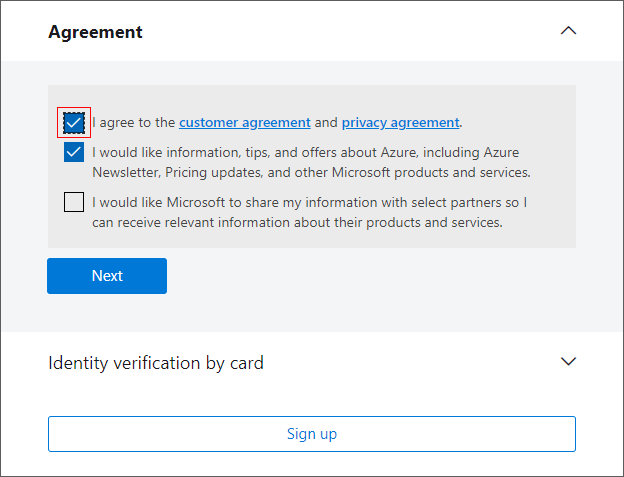 Agreement
I agree to the customer agreement and privacy agreement.
I would like information, tips, and offers about Azure, including Azure
Newsletter, Pricing updates, and other Microsoft products and services.
I would like Microsoft to share my information with select partners so I
can receive relevant information about their products and services.
Next
Identity verification by card
Sign up